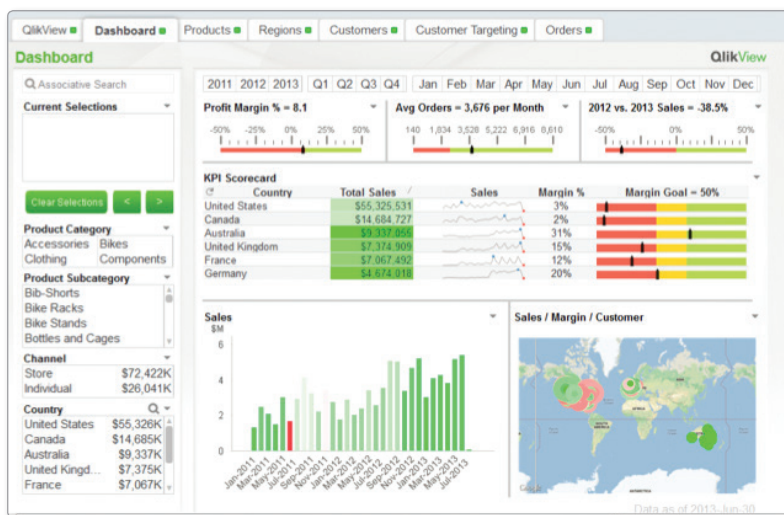 QlikView Dashboard Products Regions Customers Customer Targeting Orders
Dashboard
QlikView
Associative Search
Current Selections
Clear Selections < >
Product Category
Accessories Bikes
Clothing Components
Product Subcategory
Bib-Shorts
Bike Racks
Bike Stands
Bottles and Cages
Channel
Store $72,422K
Individual $26,041K
Country
United States $55,326K
Canada $14,685K
Australia $9,337K
United Kingd... $7,375K
France $7,067K
2011 2012 2013 Q1 Q2 Q3 Q4 Jan Feb Mar Apr May Jun Jul Aug Sep Oct Nov Dec
Profit Margin % = 8.1
-50% -25% 0% 25% 50%
Avg Orders = 3,676 per Month
140 1,834 3,528 5,222 6,916 8,610
2012 vs. 2013 Sales = -38.5%
-50% 0% 50%
KPI Scorecard
Country Total Sales Sales Margin % Margin Goal = 50%
United States $55,325,531 3%
Canada $14,684,727 2%
Australia $9,337,055 31%
United Kingdom $7,374,909 15%
France $7,067,492 12%
Germany $4,674,018 20%
Sales
$M
6
4
2
0
Jan-2011 Mar-2011 May-2011 Jul-2011 Sep-2011 Nov-2011 Jan-2012 Mar-2012 May-2012 Jul-2012 Sep-2012 Nov-2012 Jan-2013 Mar-2013 May-2013 Jul-2013
Sales / Margin / Customer
ASIA
AFRICA
SOUTH
AMERICA
ANTARCTICA
Google
Data as of 2013-Jun-30